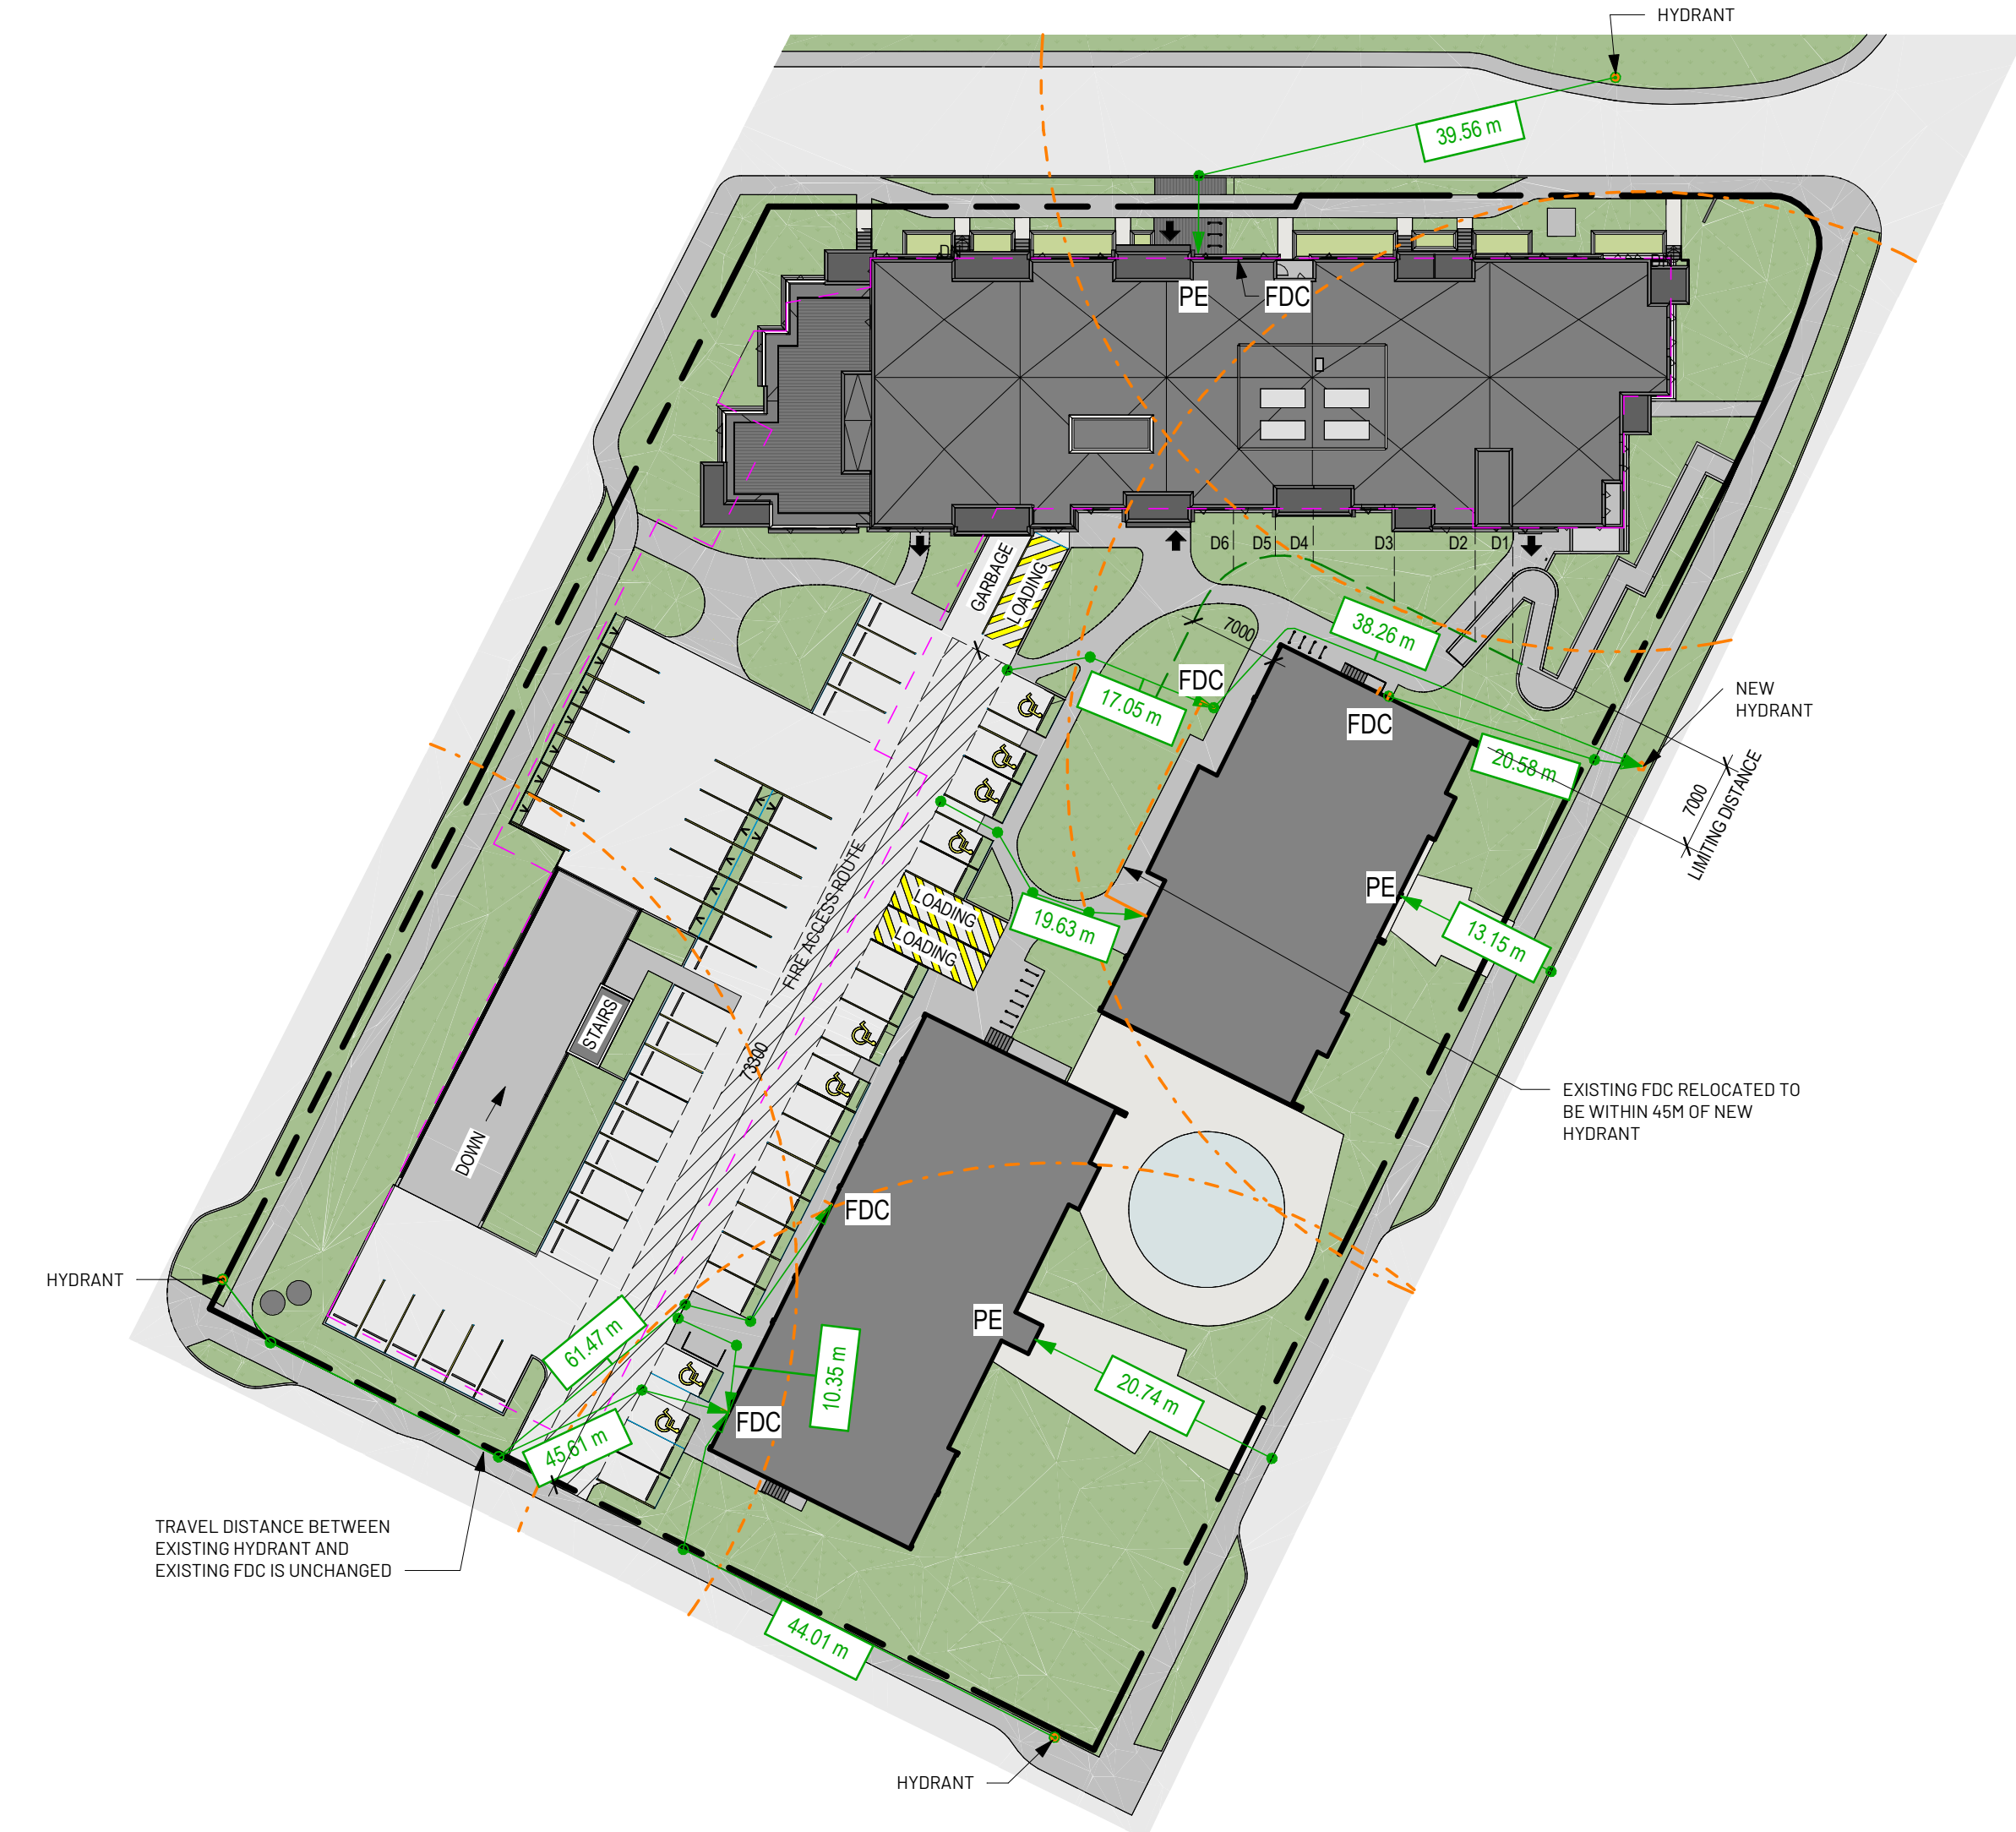 HYDRANT
39.56 m
D
PE
FDC
D6
D5
D4
D3
D2
D1
GARBAGE
LOADING
7000
38.26 m
FDC
17.05 m
FDC
NEW
HYDRANT
20.58 m
7000
LIMITING DISTANCE
FIRE ACCESS ROUTE
LOADING
LOADING
PE
19.63 m
13.15 m
STAIRS
73300
DOWN
EXISTING FDC RELOCATED TO
BE WITHIN 45M OF NEW
HYDRANT
FDC
HYDRANT
PE
61.47 m
10.35 m
20.74 m
FDC
45.61 m
TRAVEL DISTANCE BETWEEN
EXISTING HYDRANT AND
EXISTING FDC IS UNCHANGED
44.01 m
HYDRANT